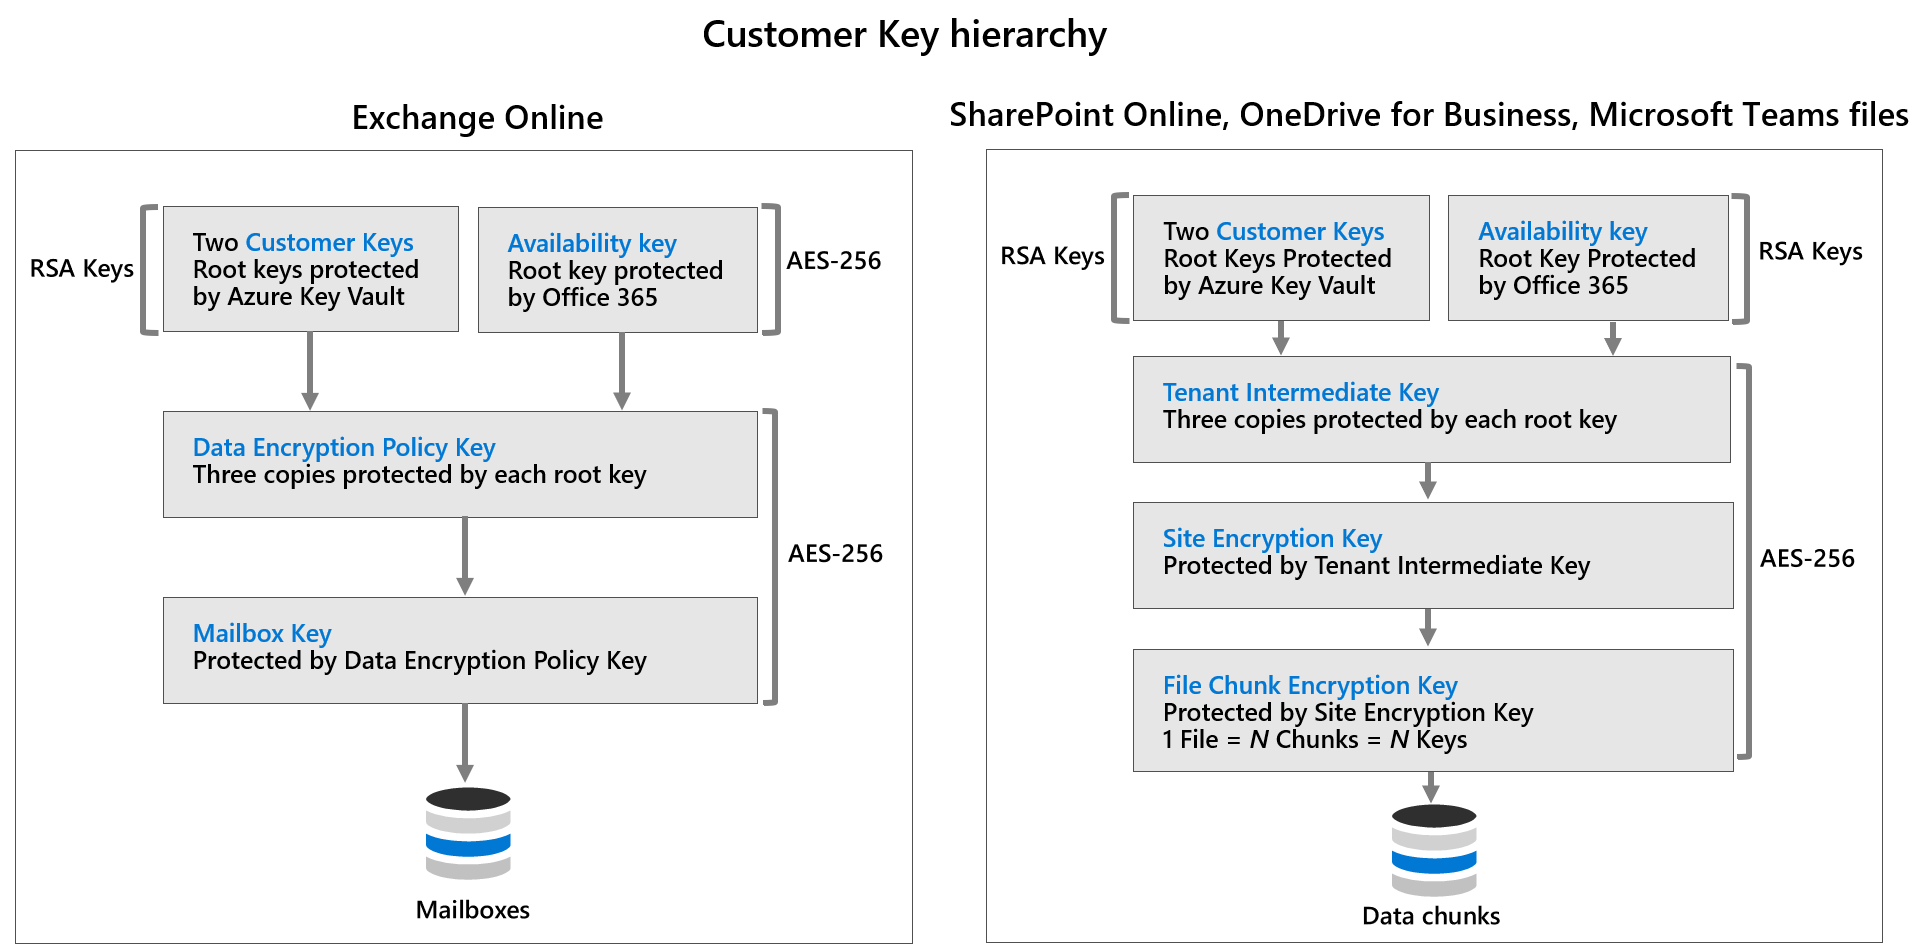 Customer Key hierarchy
Exchange Online
RSA Keys
Two Customer Keys
Root keys protected
by Azure Key Vault
Availability key
Root key protected
by Office 365
AES-256
Data Encryption Policy Key
Three copies protected by each root key
AES-256
Mailbox Key
Protected by Data Encryption Policy Key
Mailboxes
SharePoint Online, OneDrive for Business, Microsoft Teams files
RSA Keys
Two Customer Keys
Root Keys Protected
by Azure Key Vault
Availability key
Root Key Protected
by Office 365
RSA Keys
Tenant Intermediate Key
Three copies protected by each root key
Site Encryption Key
Protected by Tenant Intermediate Key
AES-256
File Chunk Encryption Key
Protected by Site Encryption Key
1 File = N Chunks = N Keys
Data chunks